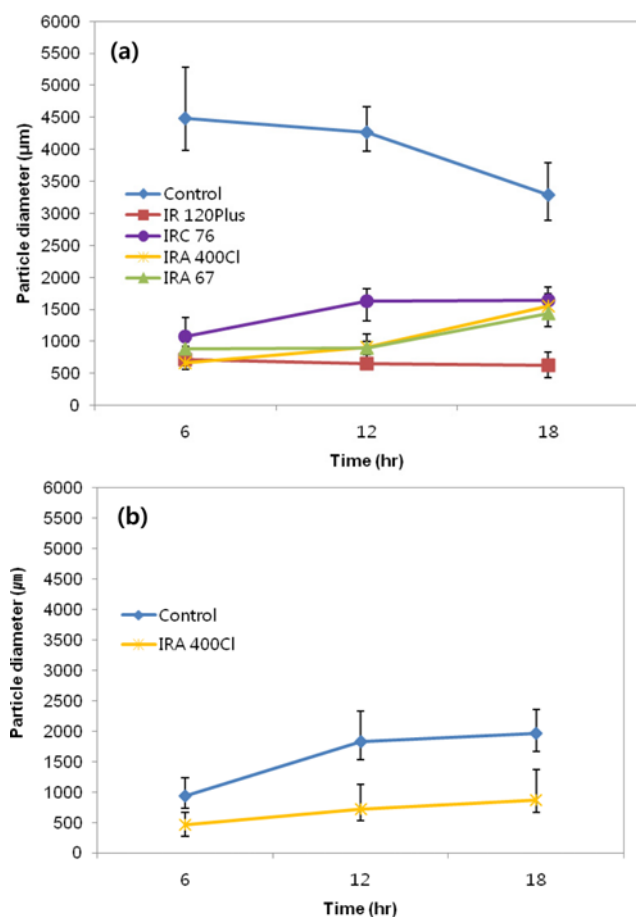 6000
(a)
5500
5000
4500
4000
3500
3000
2500
2000
1500
1000
500
0
Particle diameter (µm)
Control
IR 120Plus
IRC 76
IRA 400Cl
IRA 67
6 12 18
Time (hr)
6000
(b)
5500
5000
4500
4000
3500
3000
2500
2000
1500
1000
500
0
Particle diameter (㎛)
Control
IRA 400Cl
6 12 18
Time (hr)